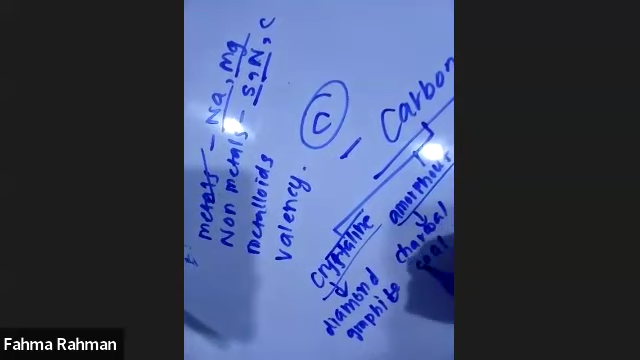 metals - Na, Mg
Non metals - S, N, C
metalloids
valency.
C - Carbon
crystalline
diamond
graphite
amorphous
charcoal
coal
Fahma Rahman